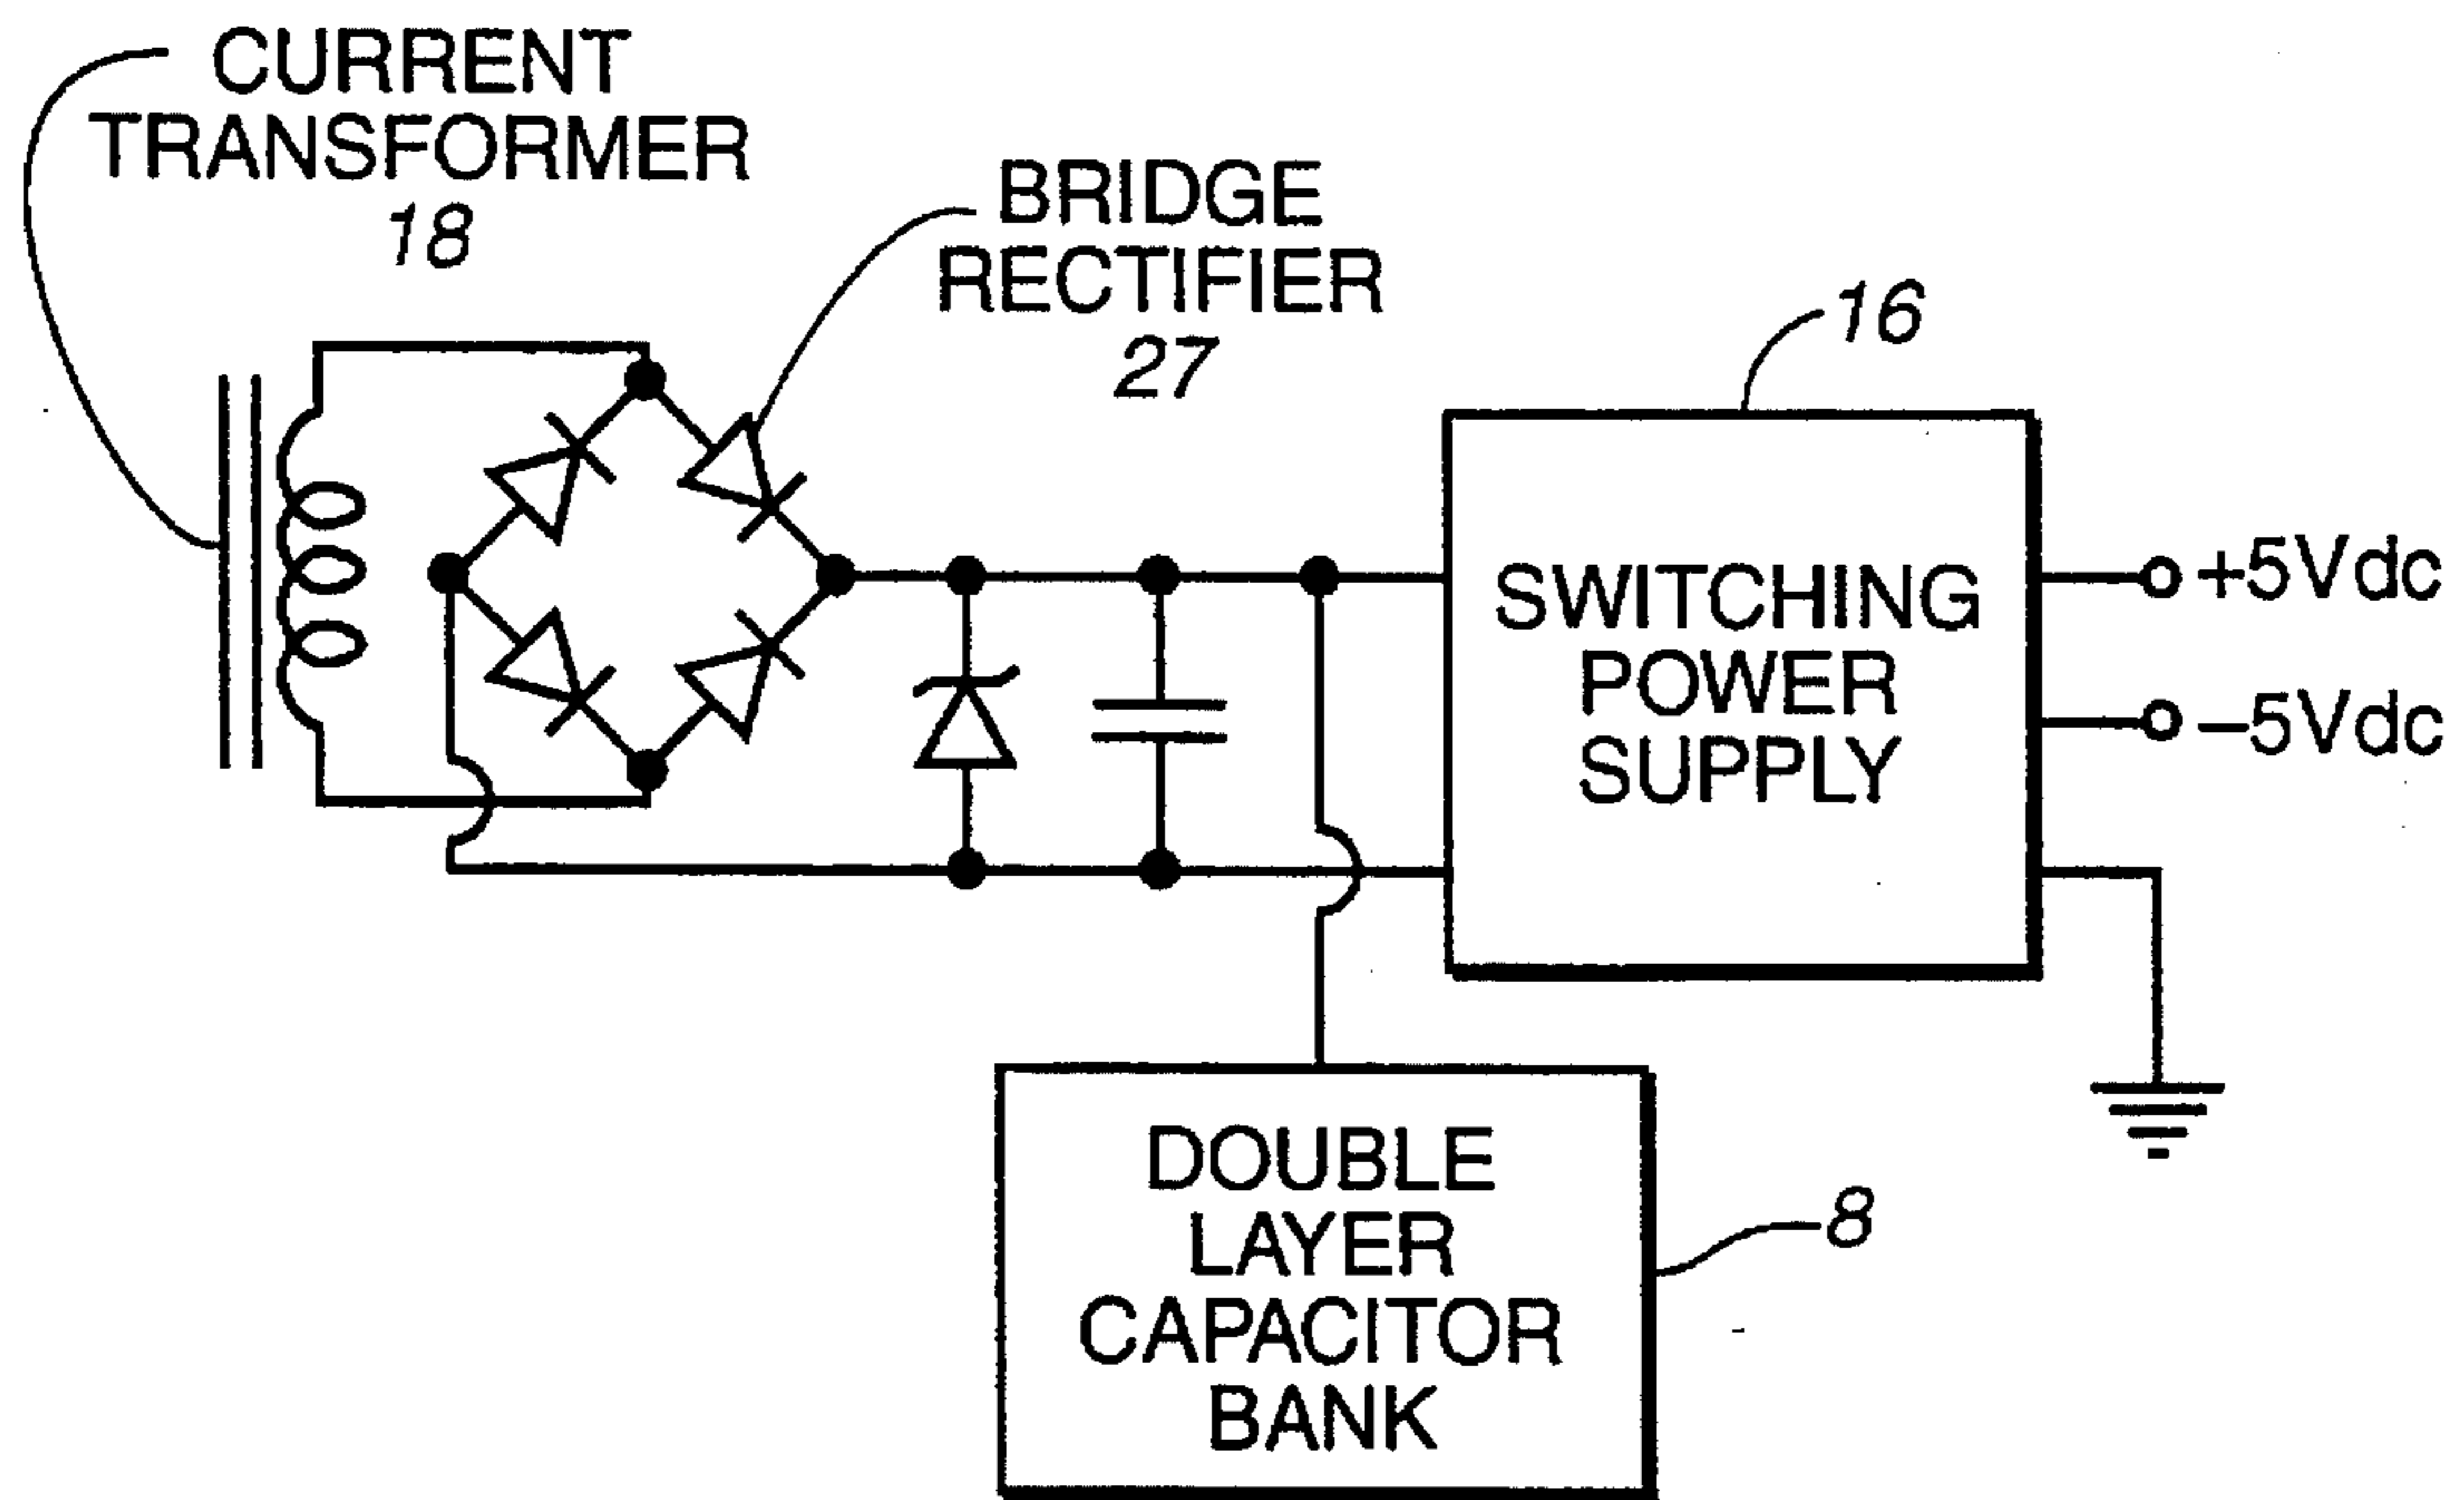 CURRENT
TRANSFORMER
18
BRIDGE
RECTIFIER
27
16
SWITCHING
POWER
SUPPLY
+5Vdc
–5Vdc
DOUBLE
LAYER
CAPACITOR
BANK
8